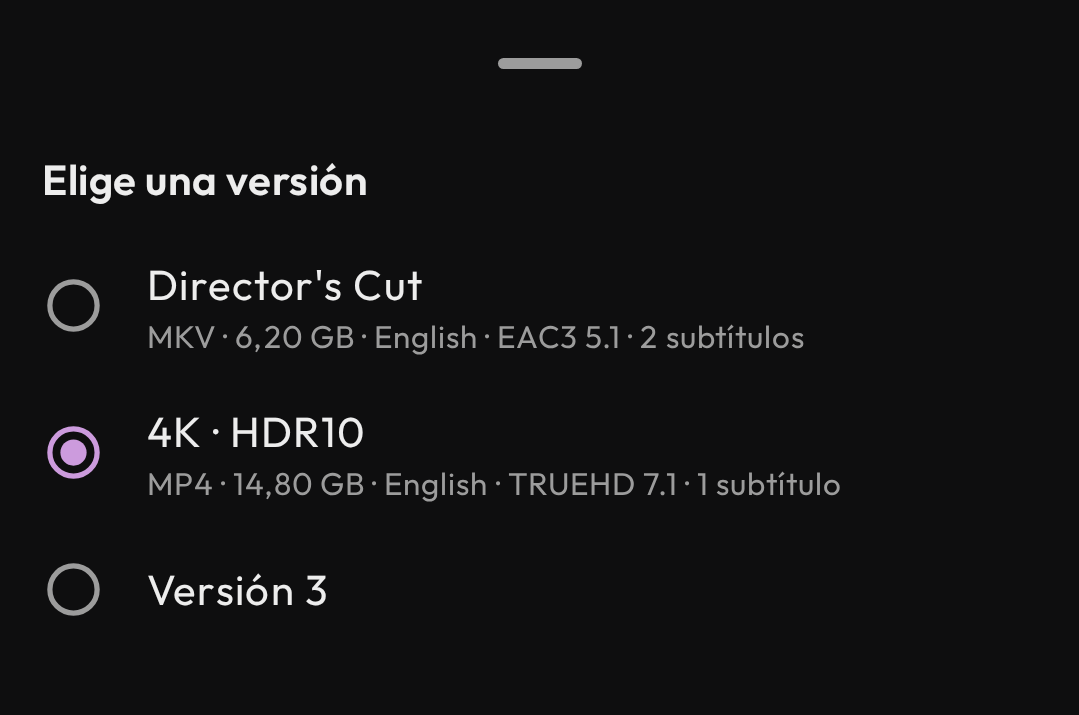 Elige una versión
Director's Cut
MKV · 6,20 GB · English · EAC3 5.1 · 2 subtítulos
4K · HDR10
MP4 · 14,80 GB · English · TRUEHD 7.1 · 1 subtítulo
Versión 3